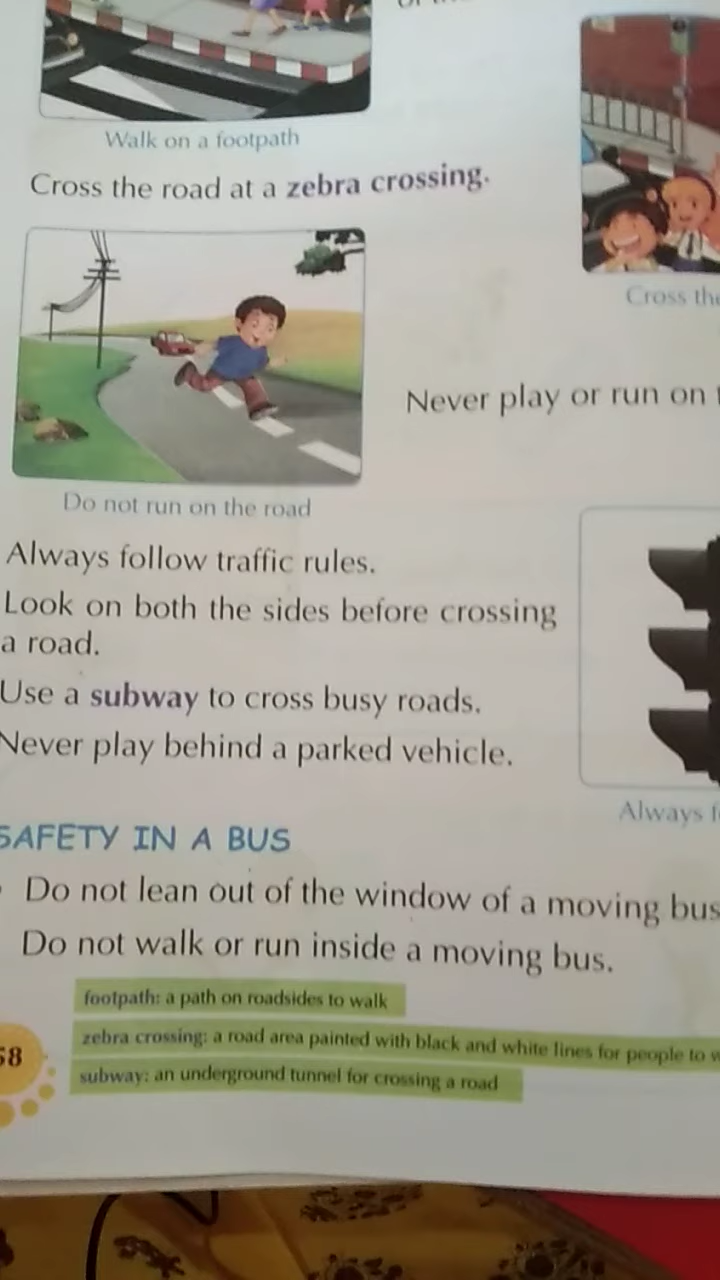 Walk on a footpath
Cross the road at a zebra crossing.
Cross the
Never play or run on
Do not run on the road
Always follow traffic rules.
Look on both the sides before crossing
a road.
Use a subway to cross busy roads.
Never play behind a parked vehicle.
Always
SAFETY IN A BUS
Do not lean out of the window of a moving bus
Do not walk or run inside a moving bus.
footpath: a path on roadsides to walk
zebra crossing: a road area painted with black and white lines for people to
subway: an underground tunnel for crossing a road
58